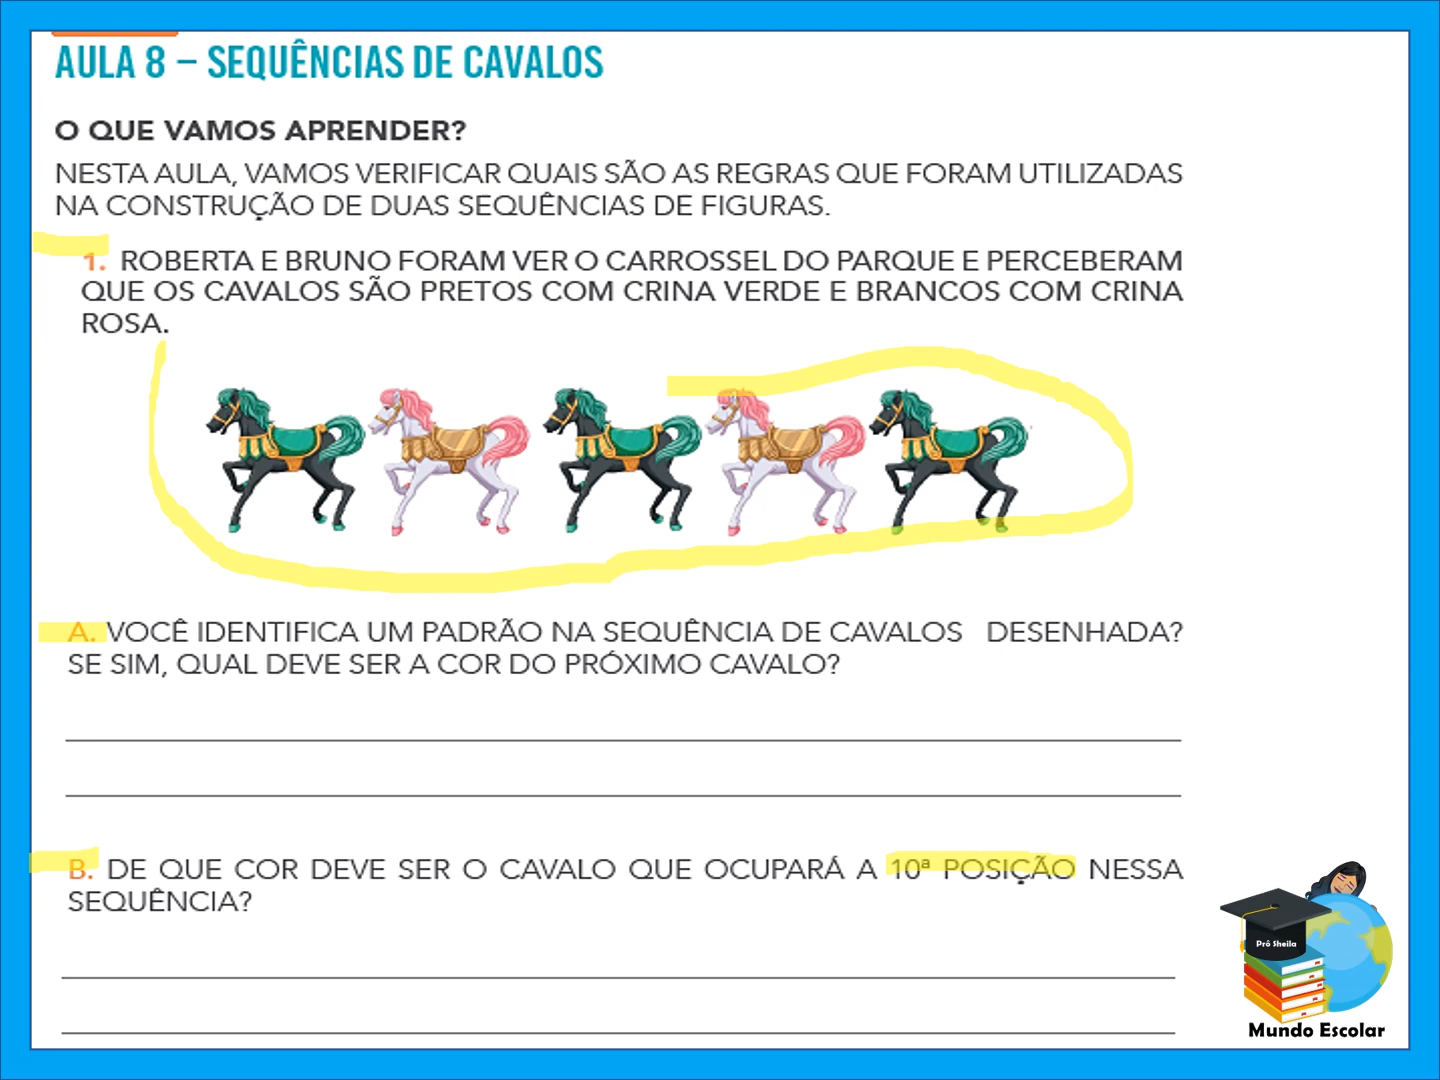 AULA 8 – SEQUÊNCIAS DE CAVALOS
O QUE VAMOS APRENDER?
NESTA AULA, VAMOS VERIFICAR QUAIS SÃO AS REGRAS QUE FORAM UTILIZADAS
NA CONSTRUÇÃO DE DUAS SEQUÊNCIAS DE FIGURAS.
1. ROBERTA E BRUNO FORAM VER O CARROSSEL DO PARQUE E PERCEBERAM
QUE OS CAVALOS SÃO PRETOS COM CRINA VERDE E BRANCOS COM CRINA
ROSA.
A. VOCÊ IDENTIFICA UM PADRÃO NA SEQUÊNCIA DE CAVALOS DESENHADA?
SE SIM, QUAL DEVE SER A COR DO PRÓXIMO CAVALO?
B. DE QUE COR DEVE SER O CAVALO QUE OCUPARÁ A 10ª POSIÇÃO NESSA
SEQUÊNCIA?
Prô Sheila
Mundo Escolar